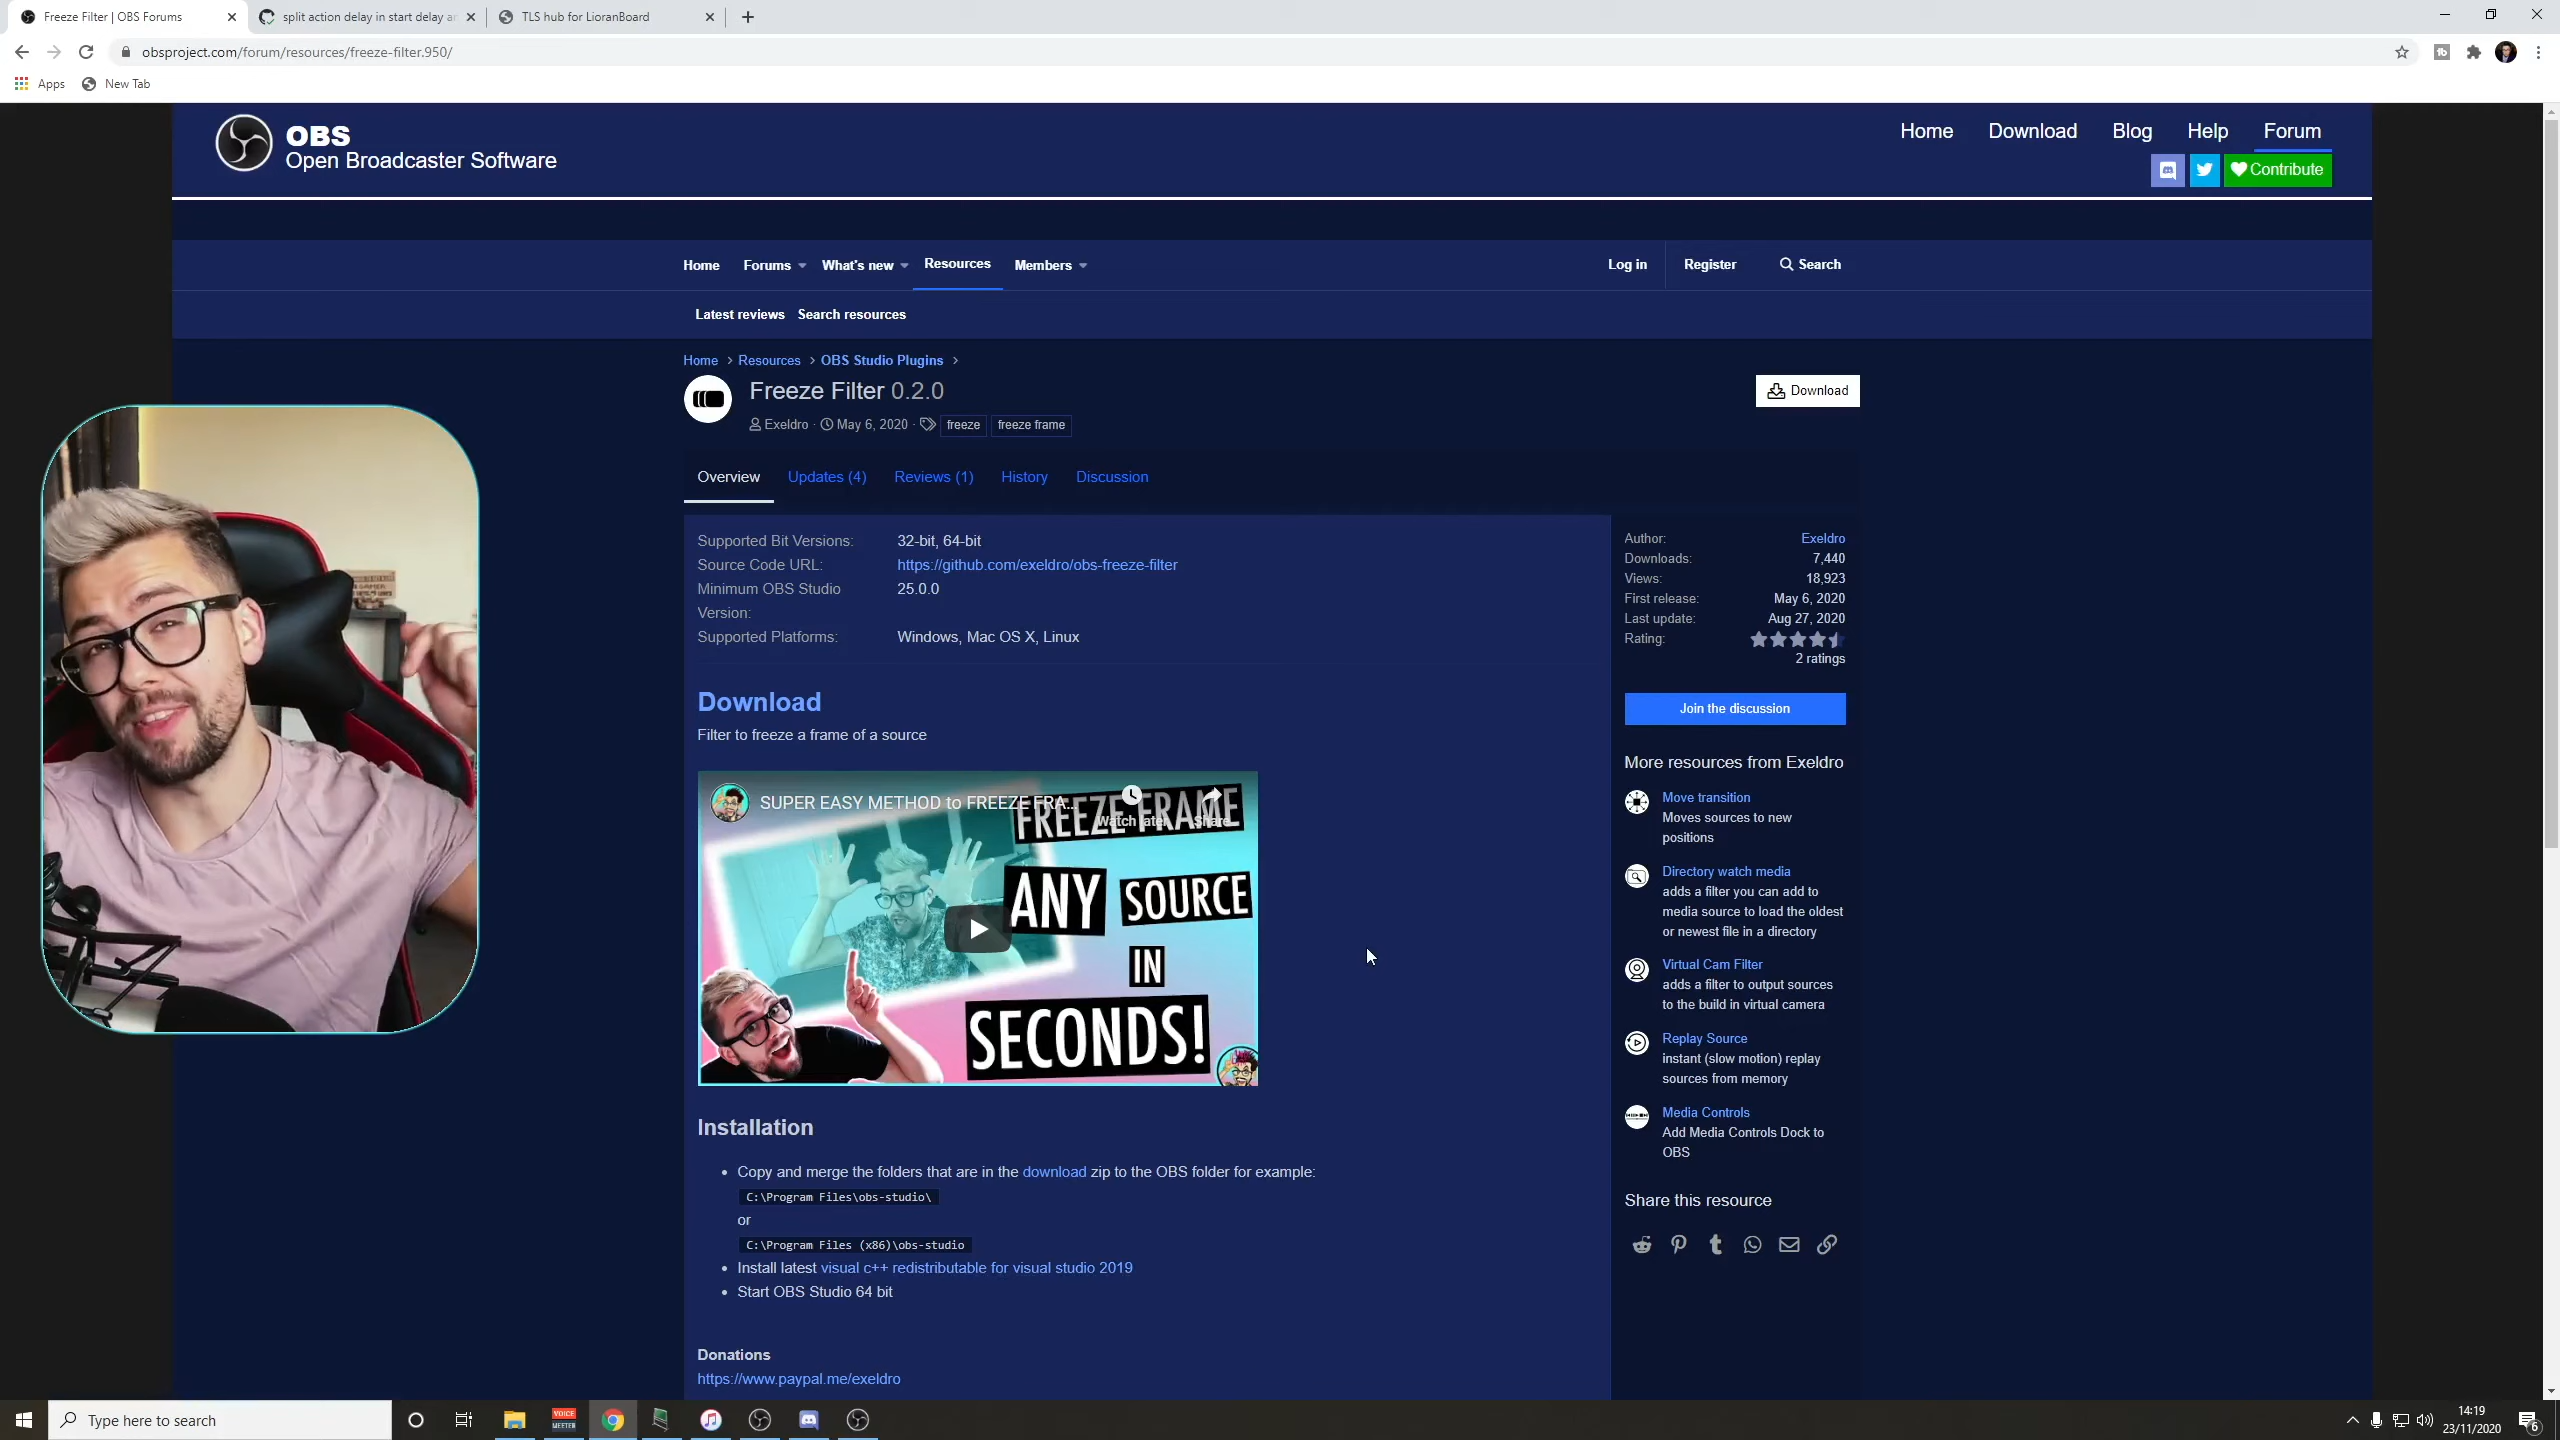 Freeze Filter | OBS Forums
split action delay in start delay an
TLS hub for LioranBoard
obsproject.com/forum/resources/freeze-filter.950/
Apps
New Tab
OBS
Open Broadcaster Software
Home
Download
Blog
Help
Forum
Contribute
Home
Forums
What's new
Resources
Members
Log in
Register
Search
Latest reviews
Search resources
Home > Resources > OBS Studio Plugins >
Freeze Filter 0.2.0
Download
Exeldro · May 6, 2020 · freeze freeze frame
Overview
Updates (4)
Reviews (1)
History
Discussion
Supported Bit Versions: 32-bit, 64-bit
Source Code URL: https://github.com/exeldro/obs-freeze-filter
Minimum OBS Studio 25.0.0
Version:
Supported Platforms: Windows, Mac OS X, Linux
Download
Filter to freeze a frame of a source
SUPER EASY METHOD to FREEZE FRA...
Watch later
Share
FREEZE FRAME
ANY SOURCE
IN
SECONDS!
Installation
• Copy and merge the folders that are in the download zip to the OBS folder for example:
C:\Program Files\obs-studio\
or
C:\Program Files (x86)\obs-studio
• Install latest visual c++ redistributable for visual studio 2019
• Start OBS Studio 64 bit
Donations
https://www.paypal.me/exeldro
Author: Exeldro
Downloads: 7,440
Views: 18,923
First release: May 6, 2020
Last update: Aug 27, 2020
Rating:
2 ratings
Join the discussion
More resources from Exeldro
Move transition
Moves sources to new
positions
Directory watch media
adds a filter you can add to
media source to load the oldest
or newest file in a directory
Virtual Cam Filter
adds a filter to output sources
to the build in virtual camera
Replay Source
instant (slow motion) replay
sources from memory
Media Controls
Add Media Controls Dock to
OBS
Share this resource
Type here to search
VOICE
MEETER
14:19
23/11/2020
6